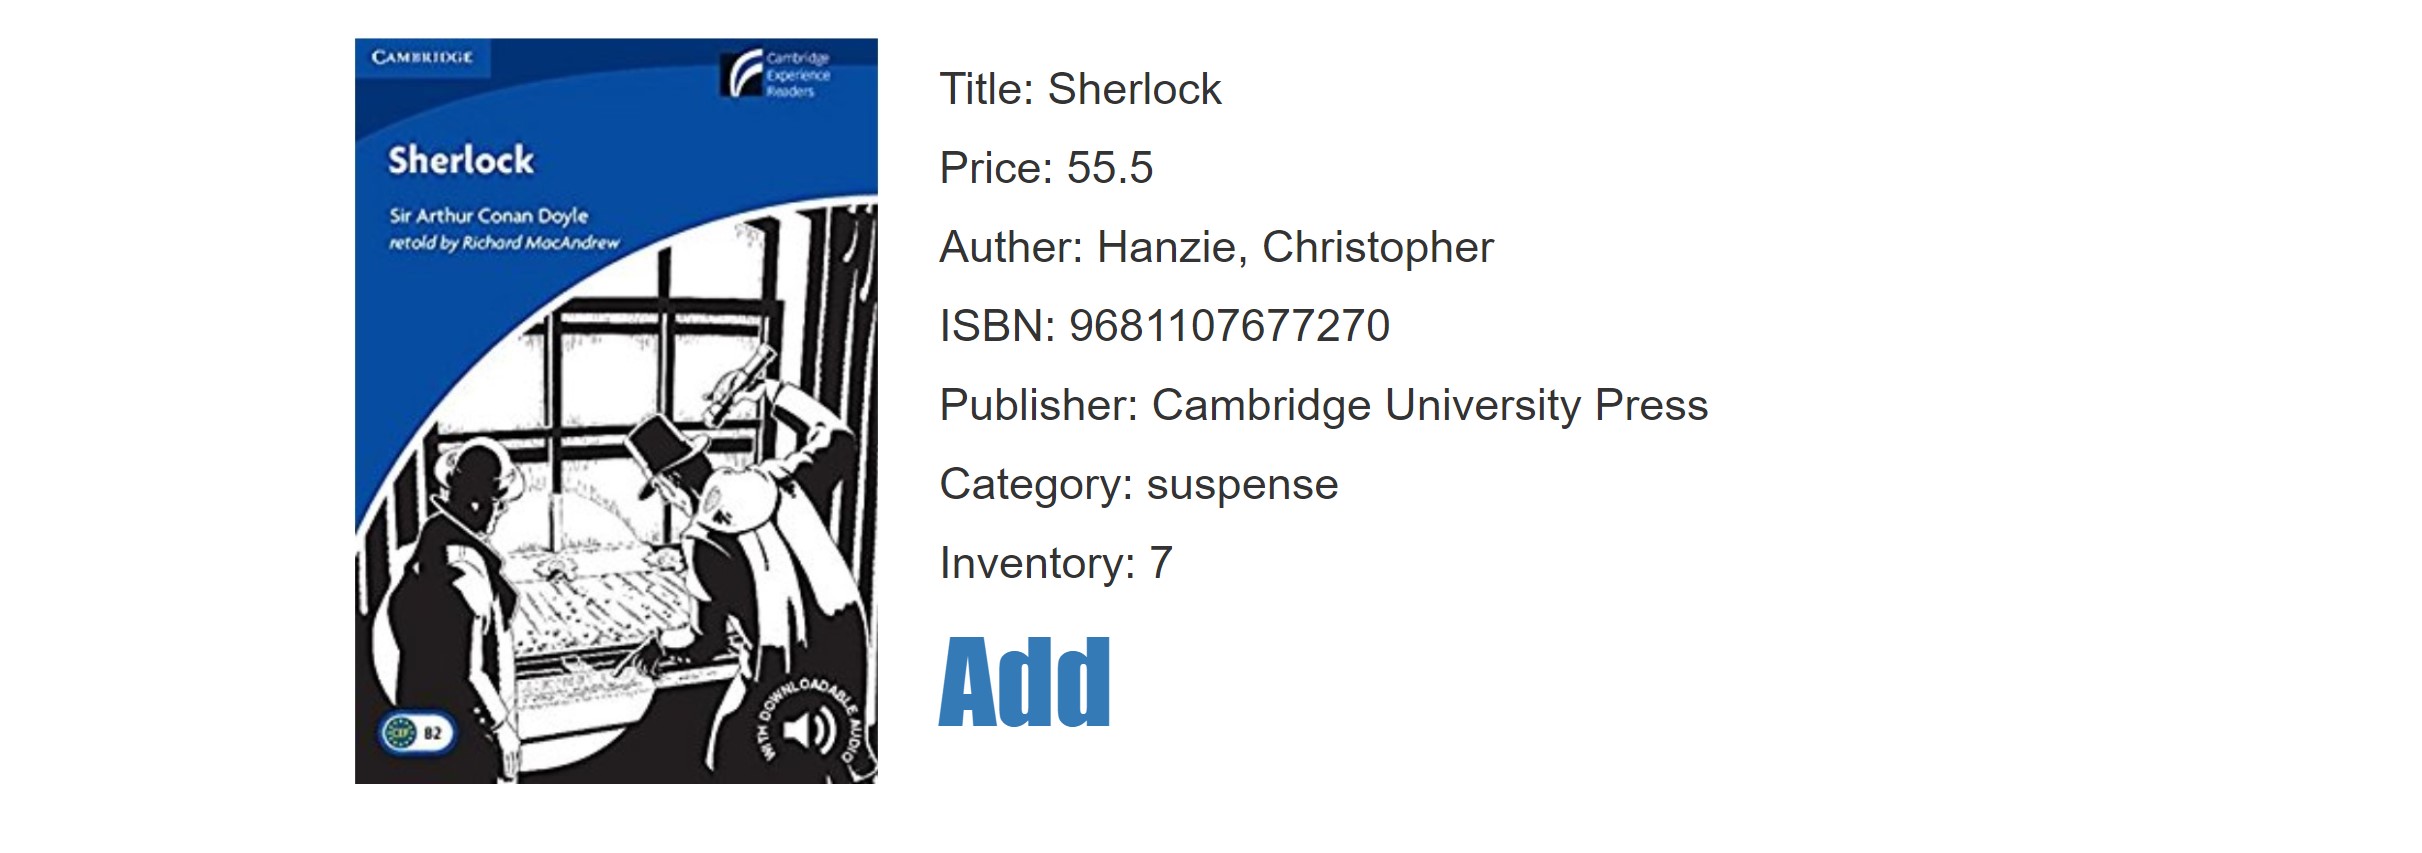 CAMBRIDGE
Cambridge
Experience
Readers
Sherlock
Sir Arthur Conan Doyle
retold by Richard MacAndrew
CEF B2
WITH DOWNLOADABLE AUDIO
Title: Sherlock
Price: 55.5
Auther: Hanzie, Christopher
ISBN: 9681107677270
Publisher: Cambridge University Press
Category: suspense
Inventory: 7
Add